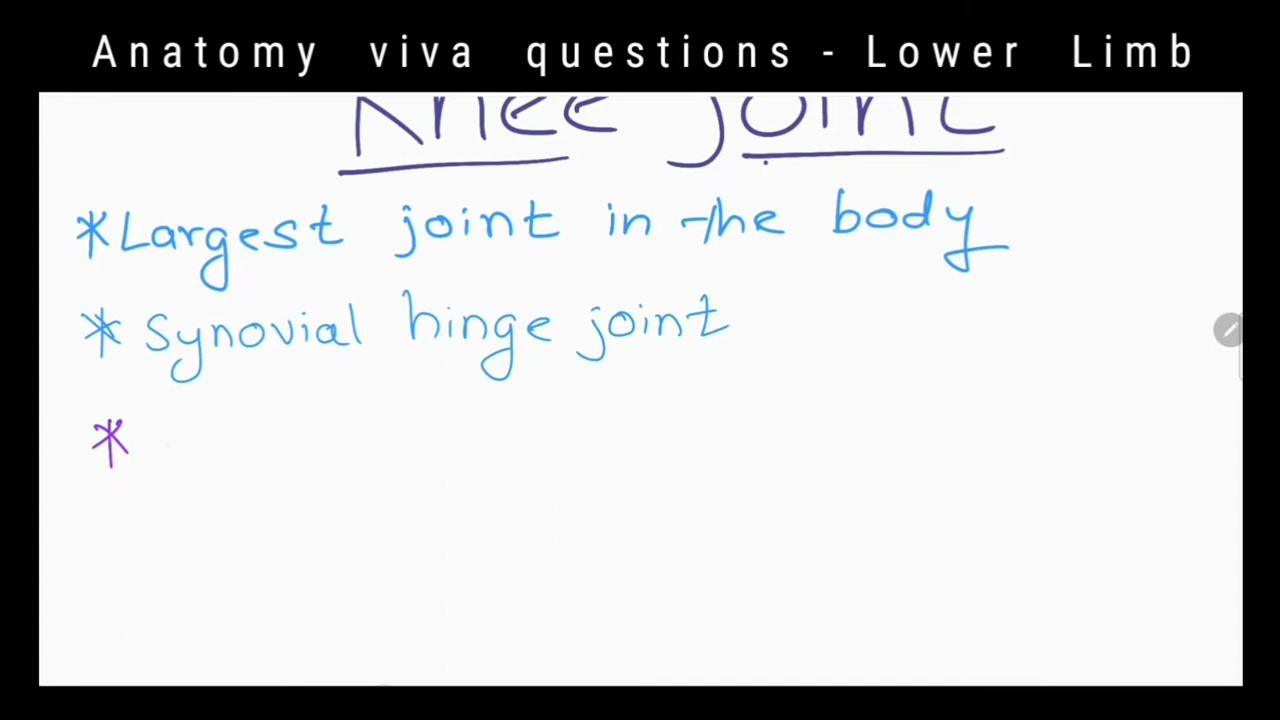 Anatomy viva questions - Lower Limb
Knee joint
*Largest joint in the body
* Synovial hinge joint
*